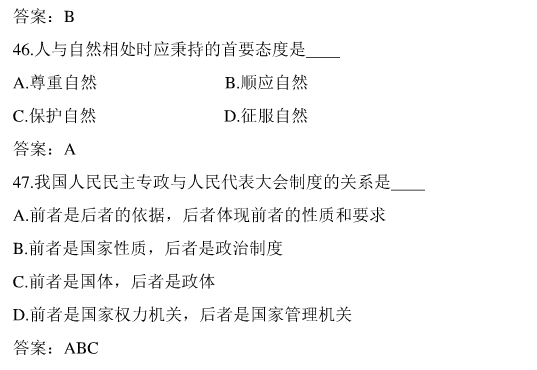 答案：B
46.人与自然相处时应秉持的首要态度是____
A.尊重自然 B.顺应自然
C.保护自然 D.征服自然
答案：A
47.我国人民民主专政与人民代表大会制度的关系是____
A.前者是后者的依据，后者体现前者的性质和要求
B.前者是国家性质，后者是政治制度
C.前者是国体，后者是政体
D.前者是国家权力机关，后者是国家管理机关
答案：ABC